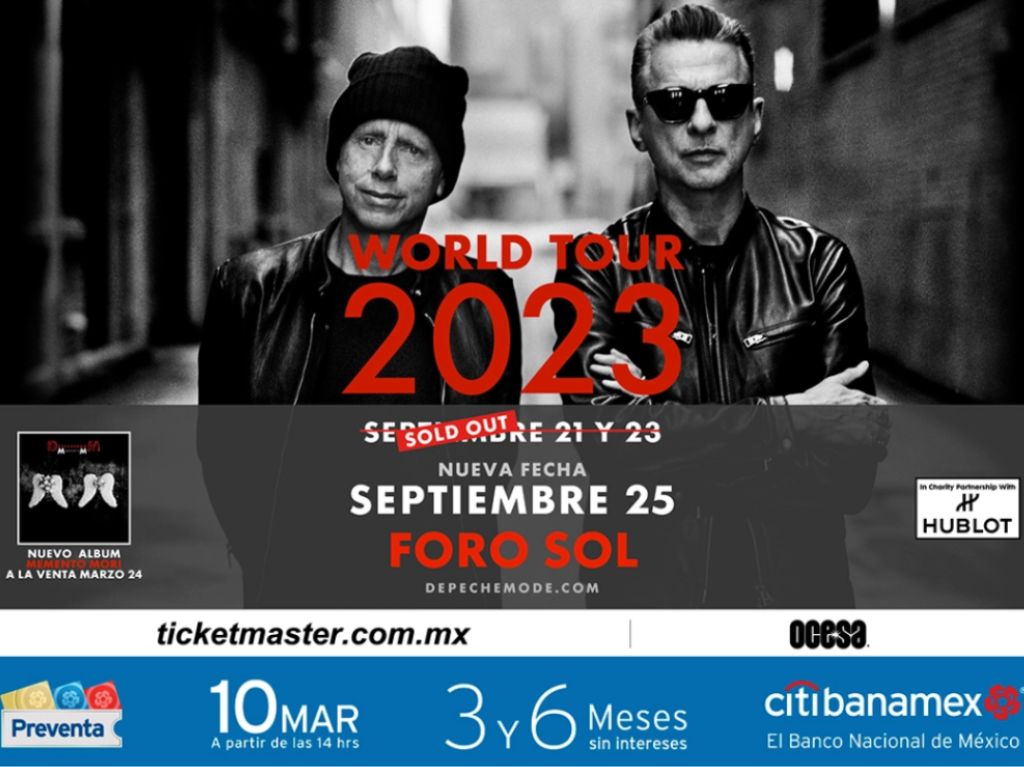 WORLD TOUR
2023
SEPTIEMBRE 21 Y 23
SOLD OUT
NUEVA FECHA
SEPTIEMBRE 25
FORO SOL
DEPECHEMODE.COM
NUEVO ALBUM
MEMENTO MORI
A LA VENTA MARZO 24
In Charity Partnership With
HUBLOT
ticketmaster.com.mx
ocesa
Preventa
10 MAR
A partir de las 14 hrs
3 Y 6 Meses
sin intereses
citibanamex
El Banco Nacional de México